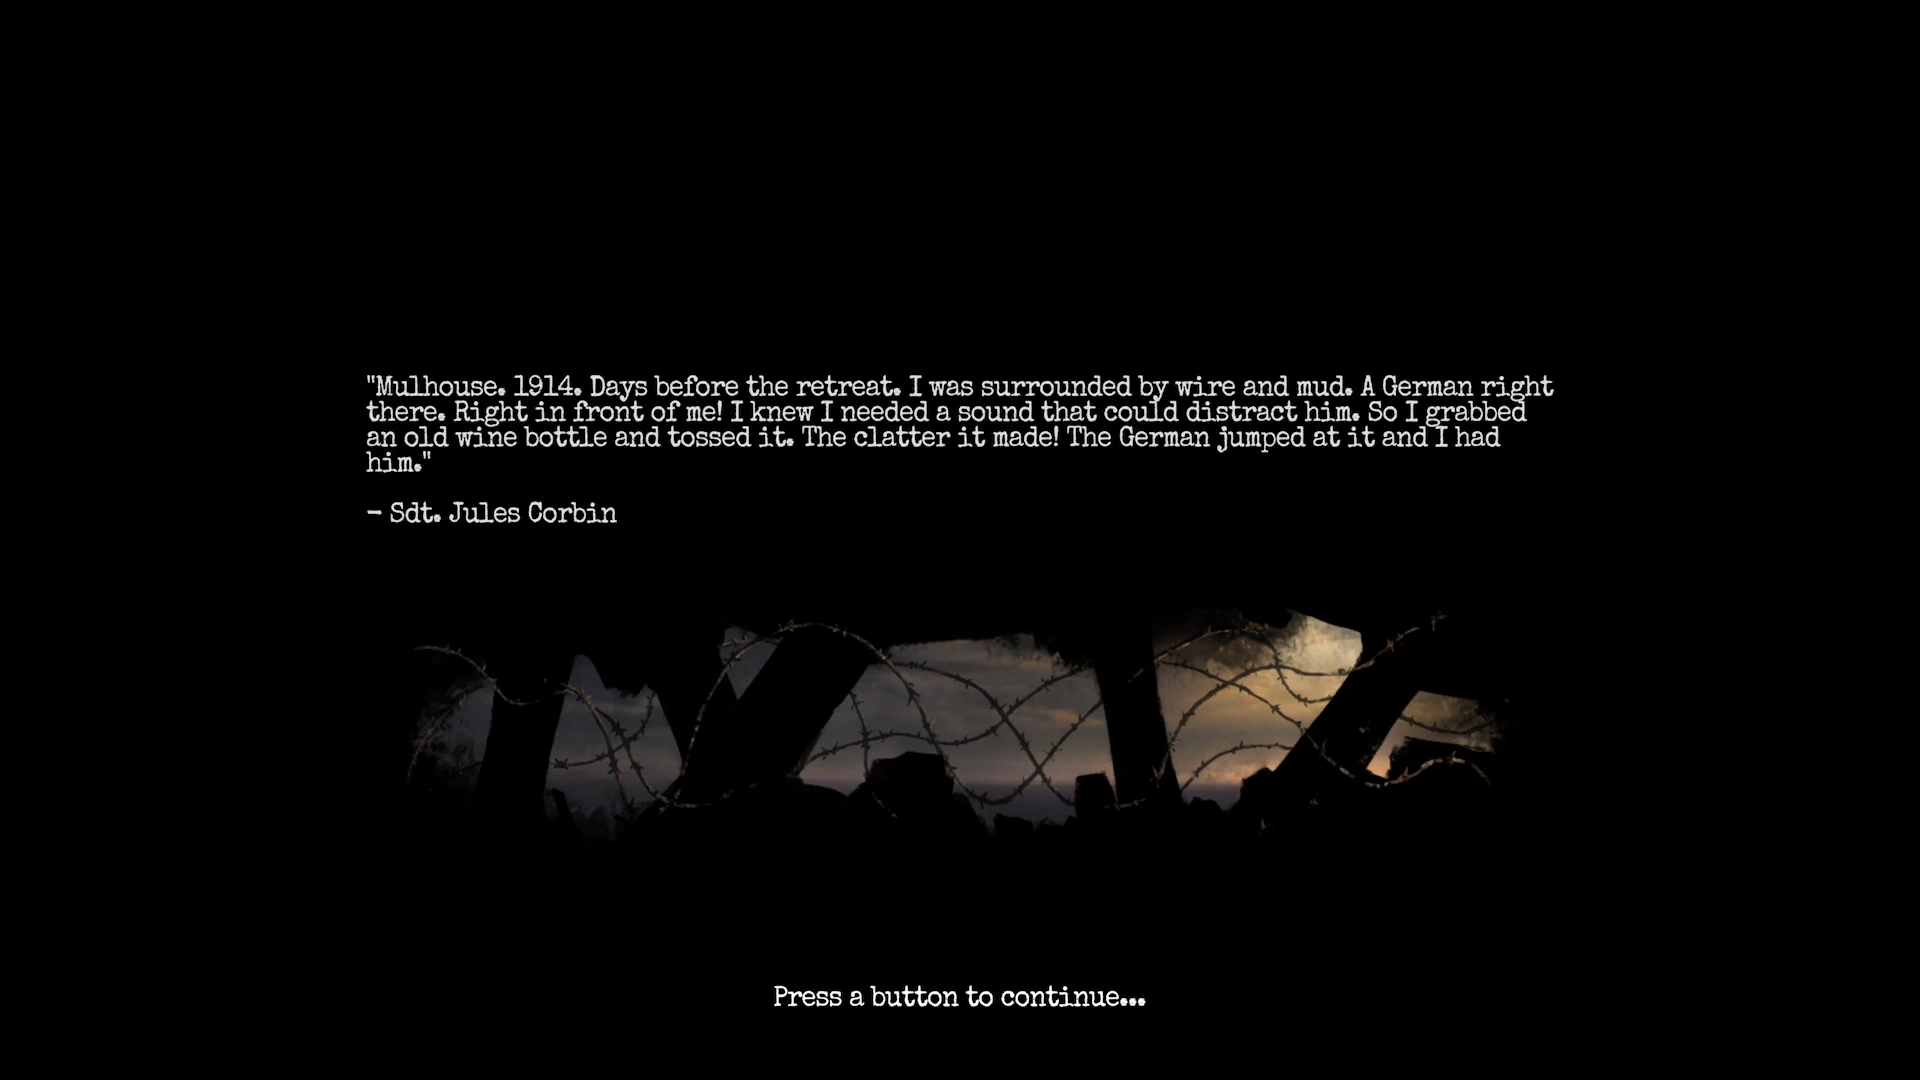 "Mulhouse. 1914. Days before the retreat. I was surrounded by wire and mud. A German right
there. Right in front of me! I knew I needed a sound that could distract him. So I grabbed
an old wine bottle and tossed it. The clatter it made! The German jumped at it and I had
him."
- Sdt. Jules Corbin
Press a button to continue...